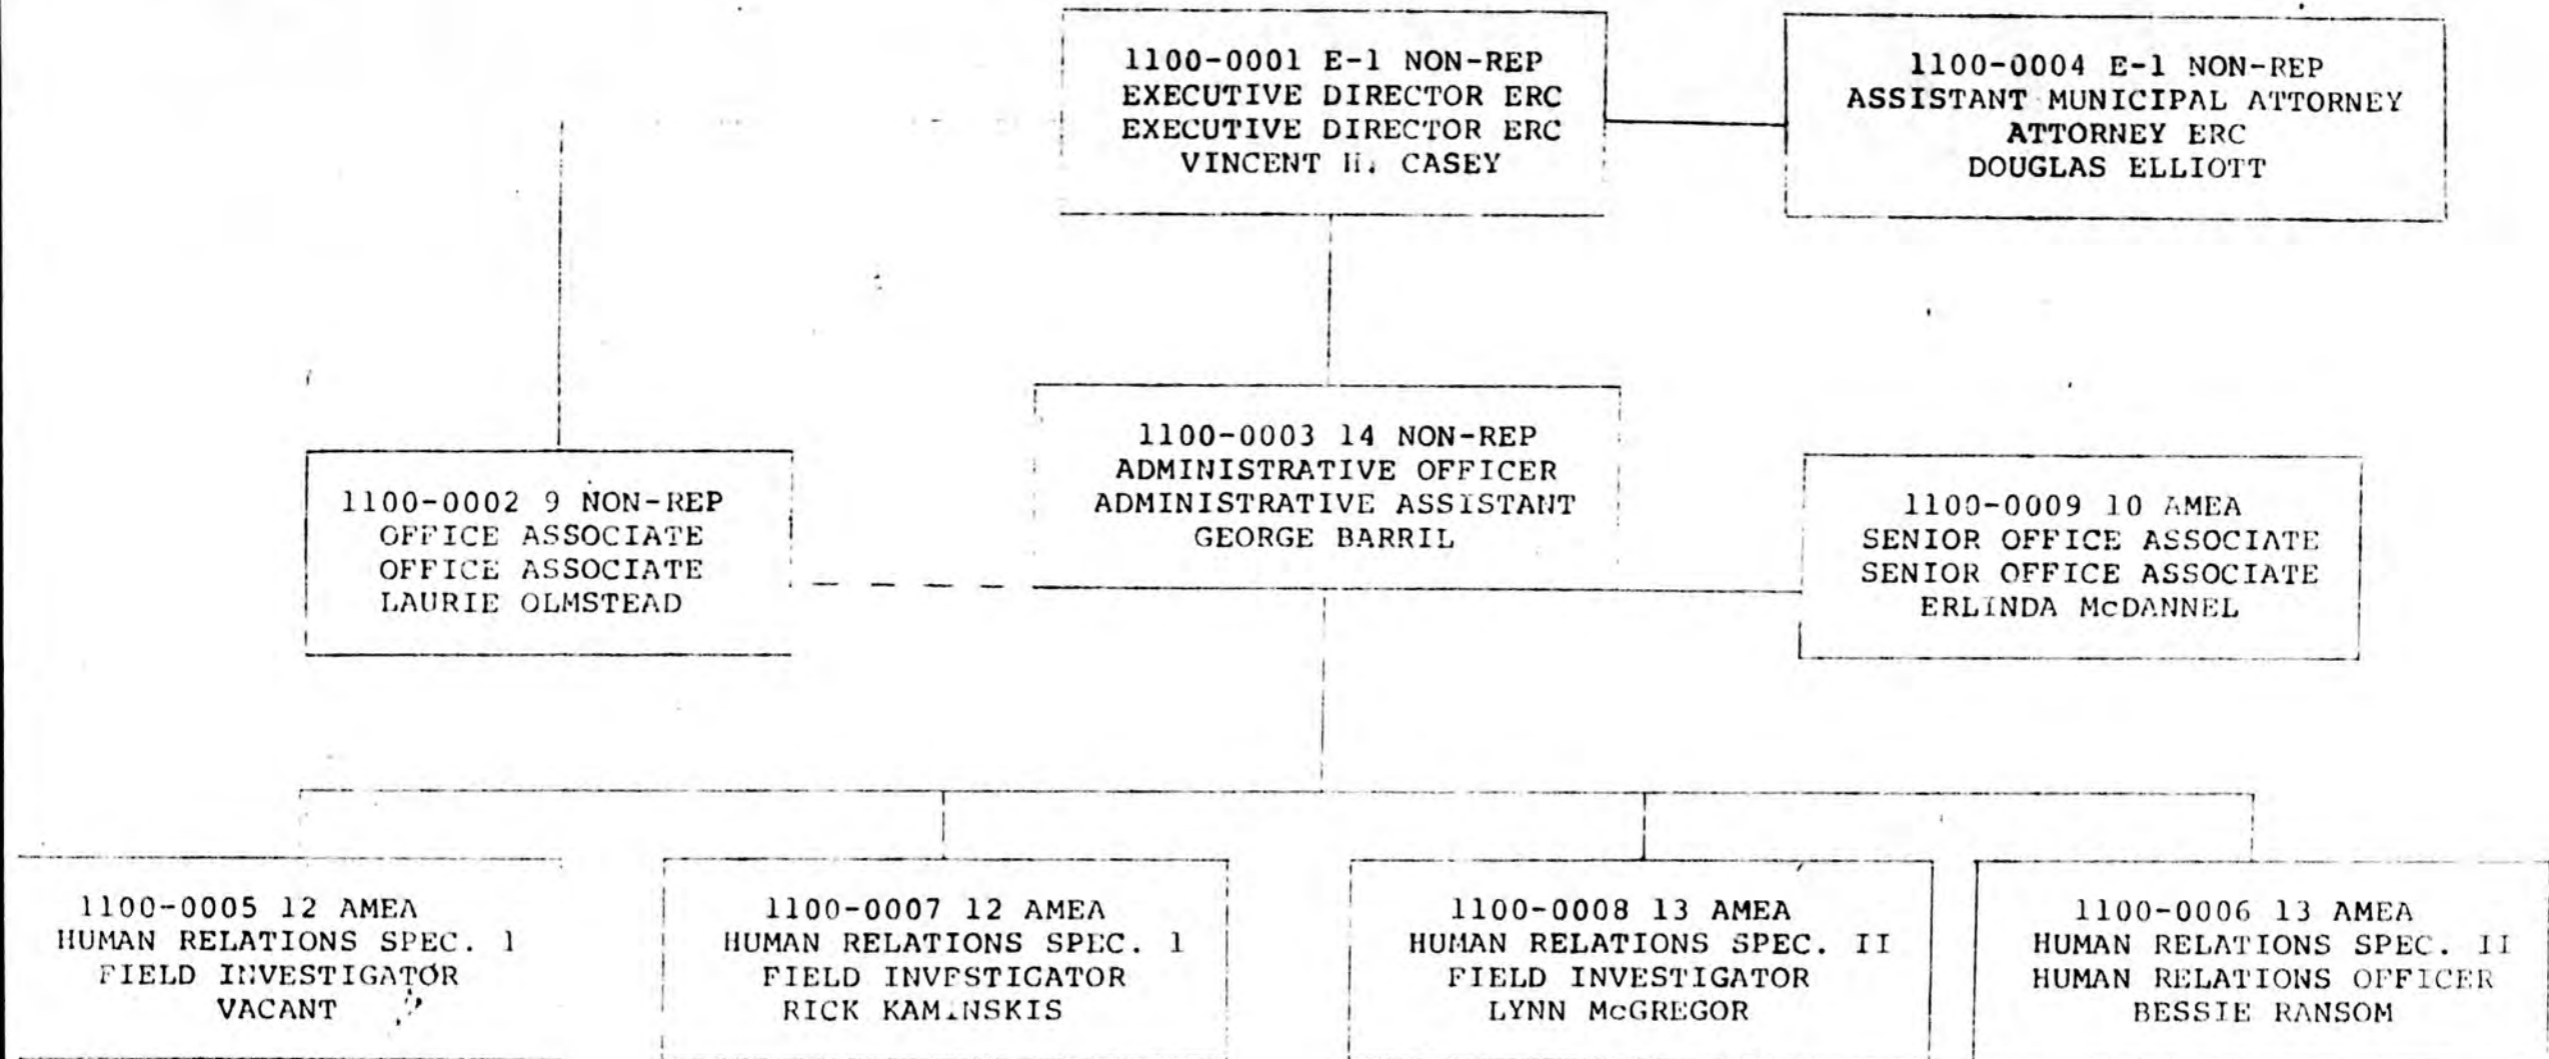 1100-0001 E-1 NON-REP
EXECUTIVE DIRECTOR ERC
EXECUTIVE DIRECTOR ERC
VINCENT H. CASEY
1100-0004 E-1 NON-REP
ASSISTANT MUNICIPAL ATTORNEY
ATTORNEY ERC
DOUGLAS ELLIOTT
1100-0002 9 NON-REP
OFFICE ASSOCIATE
OFFICE ASSOCIATE
LAURIE OLMSTEAD
1100-0003 14 NON-REP
ADMINISTRATIVE OFFICER
ADMINISTRATIVE ASSISTANT
GEORGE BARRIL
1100-0009 10 AMEA
SENIOR OFFICE ASSOCIATE
SENIOR OFFICE ASSOCIATE
ERLINDA McDANNEL
1100-0005 12 AMEA
HUMAN RELATIONS SPEC. 1
FIELD INVESTIGATOR
VACANT
1100-0007 12 AMEA
HUMAN RELATIONS SPEC. 1
FIELD INVESTIGATOR
RICK KAMINSKIS
1100-0008 13 AMEA
HUMAN RELATIONS SPEC. II
FIELD INVESTIGATOR
LYNN McGREGOR
1100-0006 13 AMEA
HUMAN RELATIONS SPEC. II
HUMAN RELATIONS OFFICER
BESSIE RANSOM